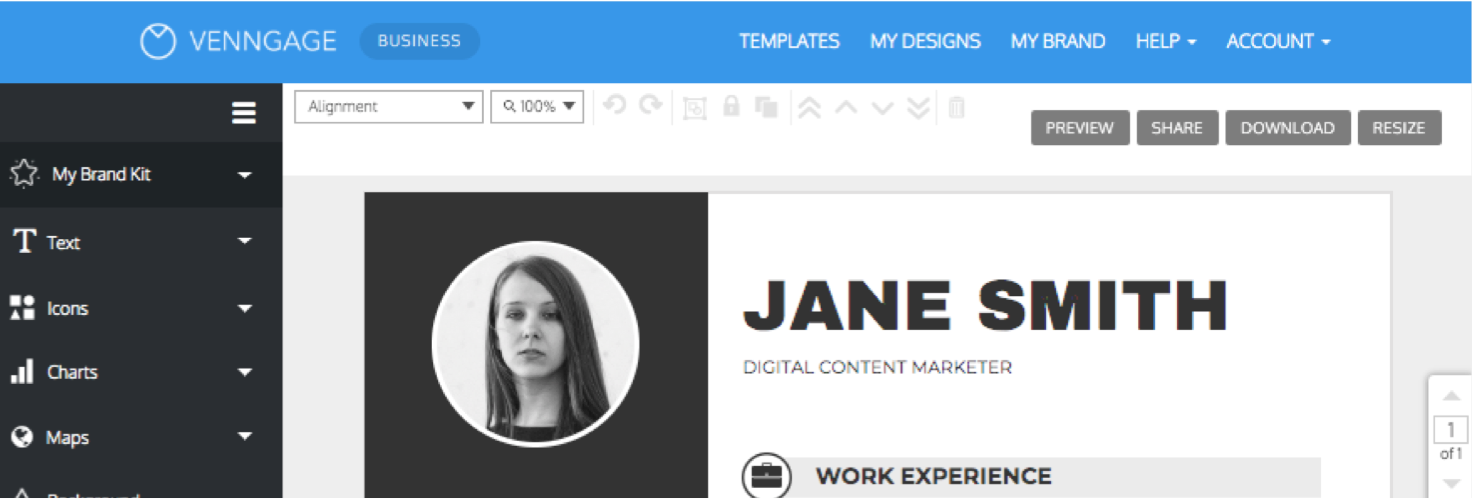 VENNGAGE BUSINESS TEMPLATES MY DESIGNS MY BRAND HELP ACCOUNT
Alignment 100%
PREVIEW SHARE DOWNLOAD RESIZE
My Brand Kit
Text
Icons
Charts
Maps
Background
JANE SMITH
DIGITAL CONTENT MARKETER
WORK EXPERIENCE
1
of 1